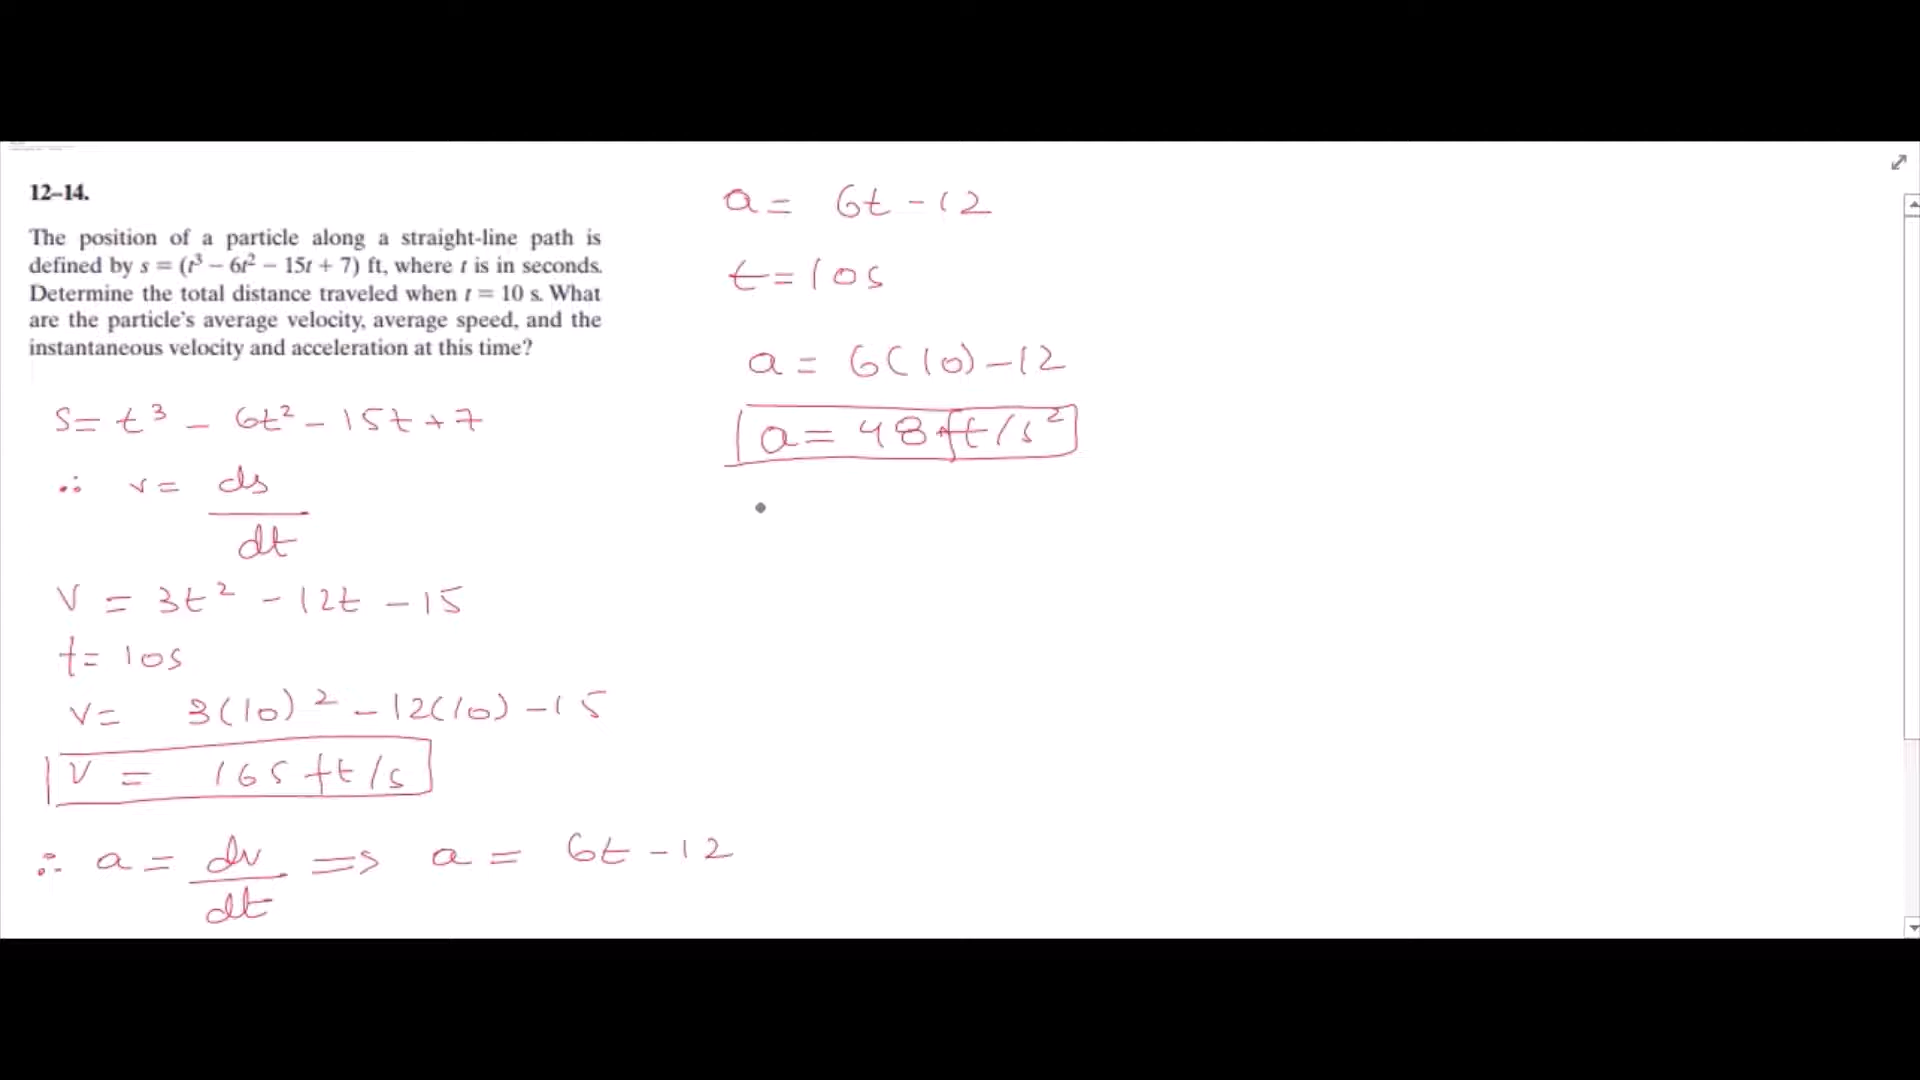 12–14.
The position of a particle along a straight-line path is
defined by s = (t³ – 6t² – 15t + 7) ft, where t is in seconds.
Determine the total distance traveled when t = 10 s. What
are the particle's average velocity, average speed, and the
instantaneous velocity and acceleration at this time?
S = t³ – 6t² – 15t + 7
∴ v = ds/dt
V = 3t² – 12t – 15
t = 10s
V = 3(10)² – 12(10) – 15
V = 165 ft/s
∴ a = dv/dt => a = 6t – 12
a = 6t – 12
t = 10s
a = 6(10) – 12
a = 48 ft/s²